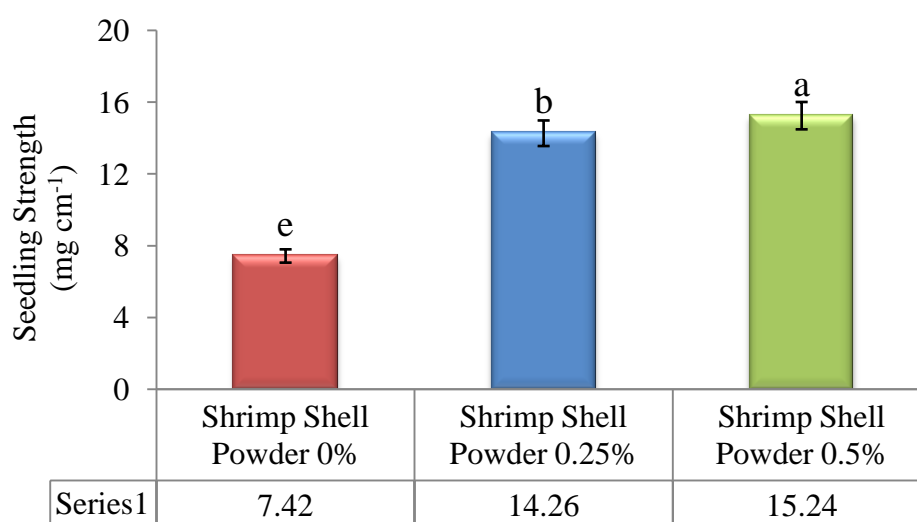 20
16
12
8
4
0
Seedling Strength
(mg cm-1)
e
b
a
Shrimp Shell
Powder 0%
Shrimp Shell
Powder 0.25%
Shrimp Shell
Powder 0.5%
Series1 7.42 14.26 15.24